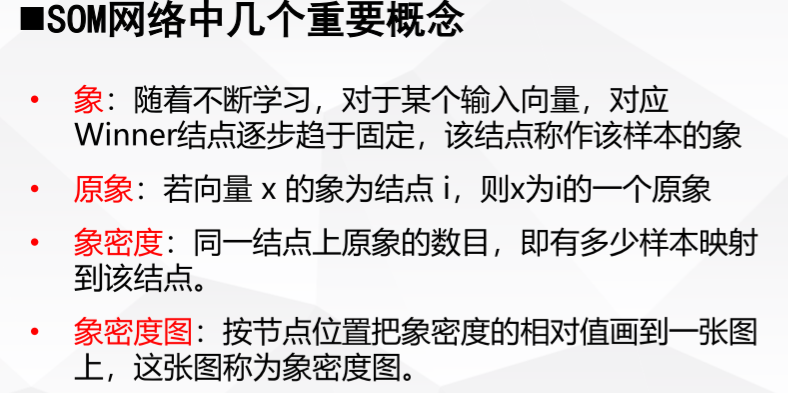 ■SOM网络中几个重要概念
• 象：随着不断学习，对于某个输入向量，对应
Winner结点逐步趋于固定，该结点称作该样本的象
• 原象：若向量 x 的象为结点 i，则x为i的一个原象
• 象密度：同一结点上原象的数目，即有多少样本映射
到该结点。
• 象密度图：按节点位置把象密度的相对值画到一张图
上，这张图称为象密度图。